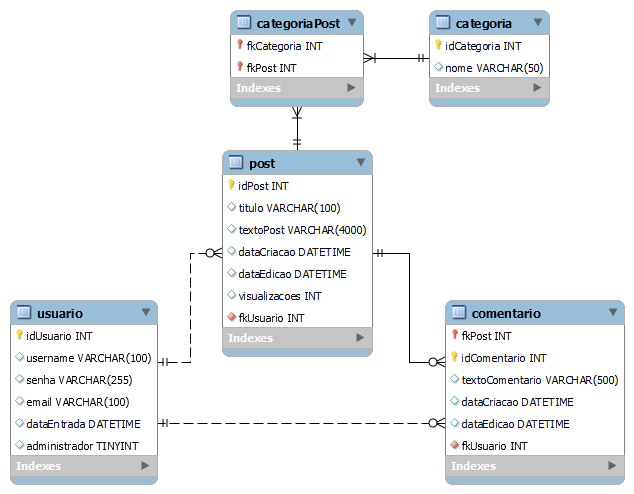 categoriaPost
fkCategoria INT
fkPost INT
Indexes
categoria
idCategoria INT
nome VARCHAR(50)
Indexes
post
idPost INT
titulo VARCHAR(100)
textoPost VARCHAR(4000)
dataCriacao DATETIME
dataEdicao DATETIME
visualizacoes INT
fkUsuario INT
Indexes
usuario
idUsuario INT
username VARCHAR(100)
senha VARCHAR(255)
email VARCHAR(100)
dataEntrada DATETIME
administrador TINYINT
Indexes
comentario
fkPost INT
idComentario INT
textoComentario VARCHAR(500)
dataCriacao DATETIME
dataEdicao DATETIME
fkUsuario INT
Indexes